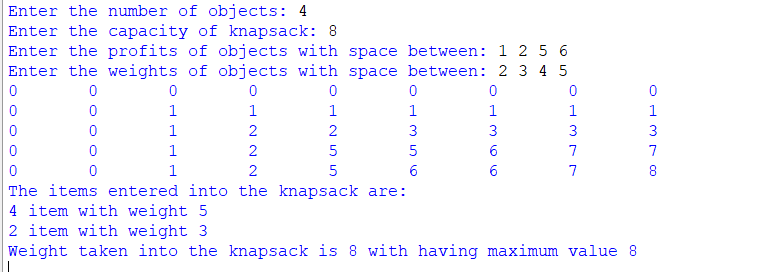 Enter the number of objects: 4
Enter the capacity of knapsack: 8
Enter the profits of objects with space between: 1 2 5 6
Enter the weights of objects with space between: 2 3 4 5
0 0 0 0 0 0 0 0 0
0 0 1 1 1 1 1 1 1
0 0 1 2 2 3 3 3 3
0 0 1 2 5 5 6 7 7
0 0 1 2 5 6 6 7 8
The items entered into the knapsack are:
4 item with weight 5
2 item with weight 3
Weight taken into the knapsack is 8 with having maximum value 8